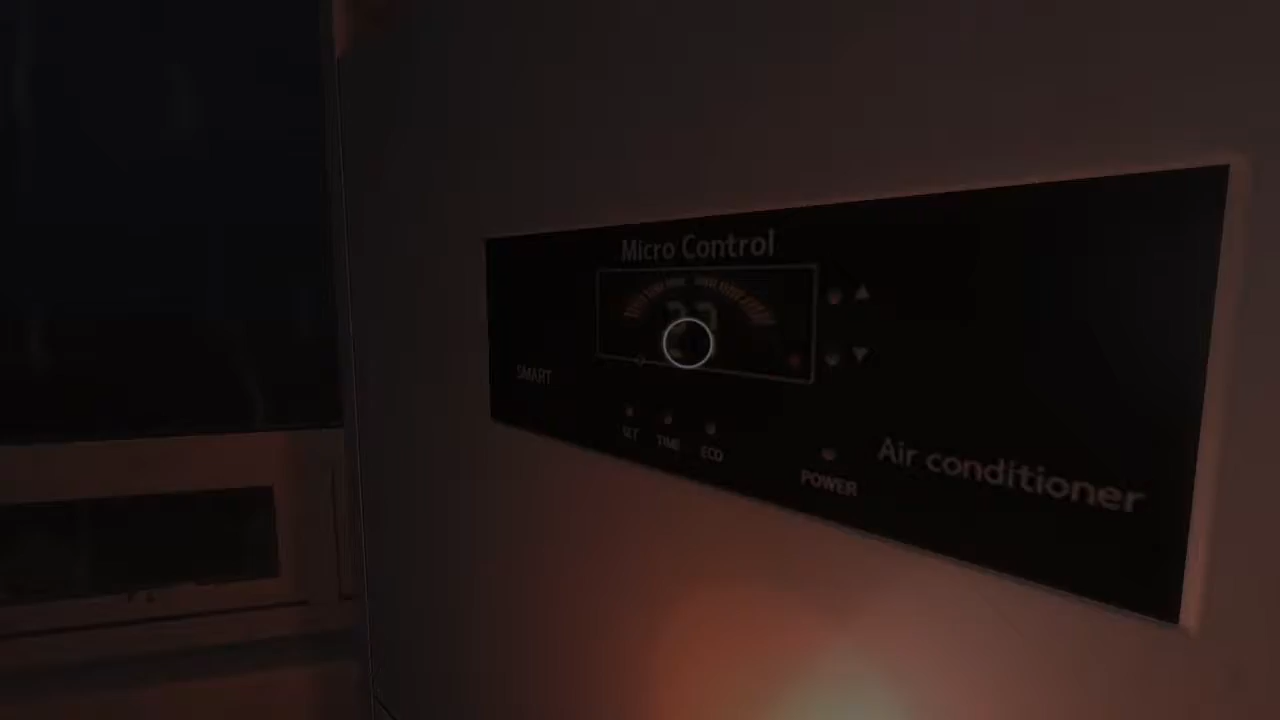 Micro Control
SMART
SET TIME ECO
POWER
Air conditioner